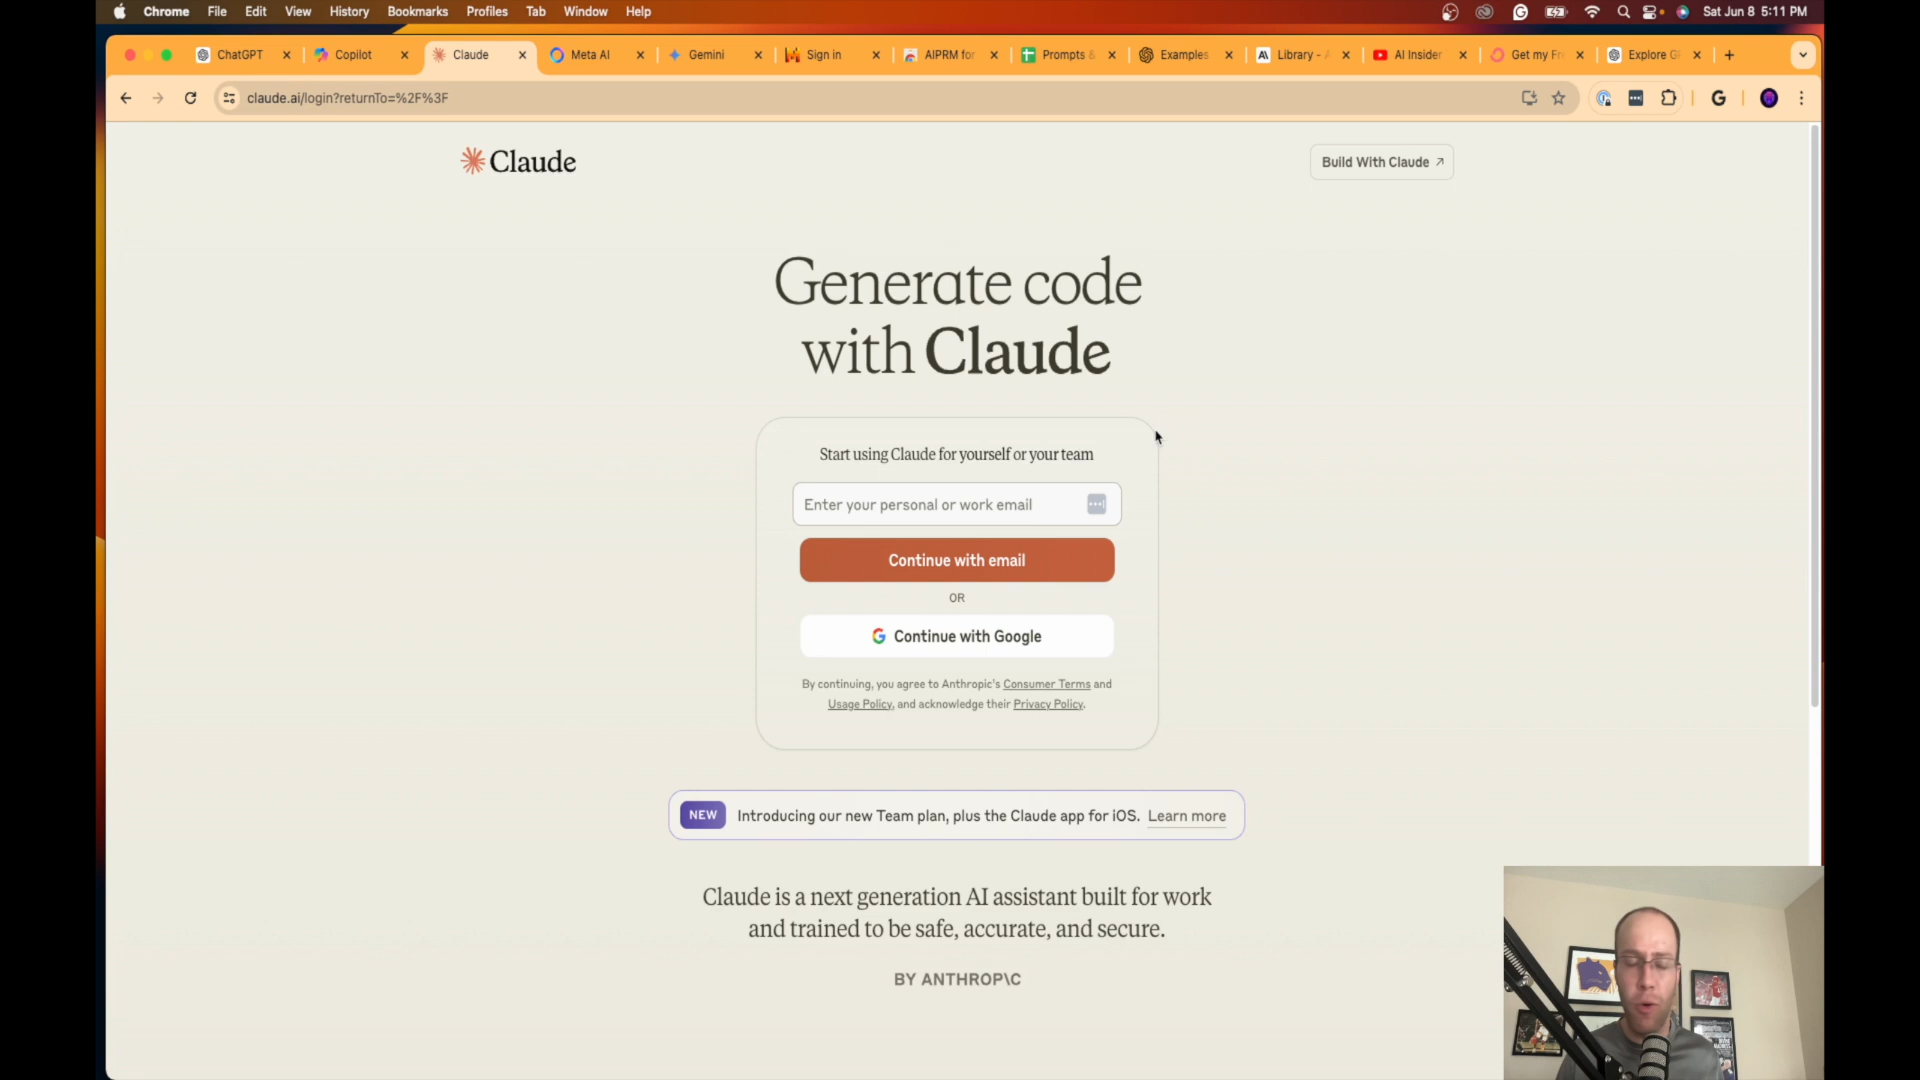 Chrome File Edit View History Bookmarks Profiles Tab Window Help
Sat Jun 8 5:11 PM
ChatGPT
Copilot
Claude
Meta AI
Gemini
Sign in
AIPRM for
Prompts &
Examples
Library -
AI Insider
Get my Fr
Explore G
claude.ai/login?returnTo=%2F%3F
Claude
Build With Claude
Generate code
with Claude
Start using Claude for yourself or your team
Enter your personal or work email
Continue with email
OR
Continue with Google
By continuing, you agree to Anthropic's Consumer Terms and
Usage Policy, and acknowledge their Privacy Policy.
NEW Introducing our new Team plan, plus the Claude app for iOS. Learn more
Claude is a next generation AI assistant built for work
and trained to be safe, accurate, and secure.
BY ANTHROP\C